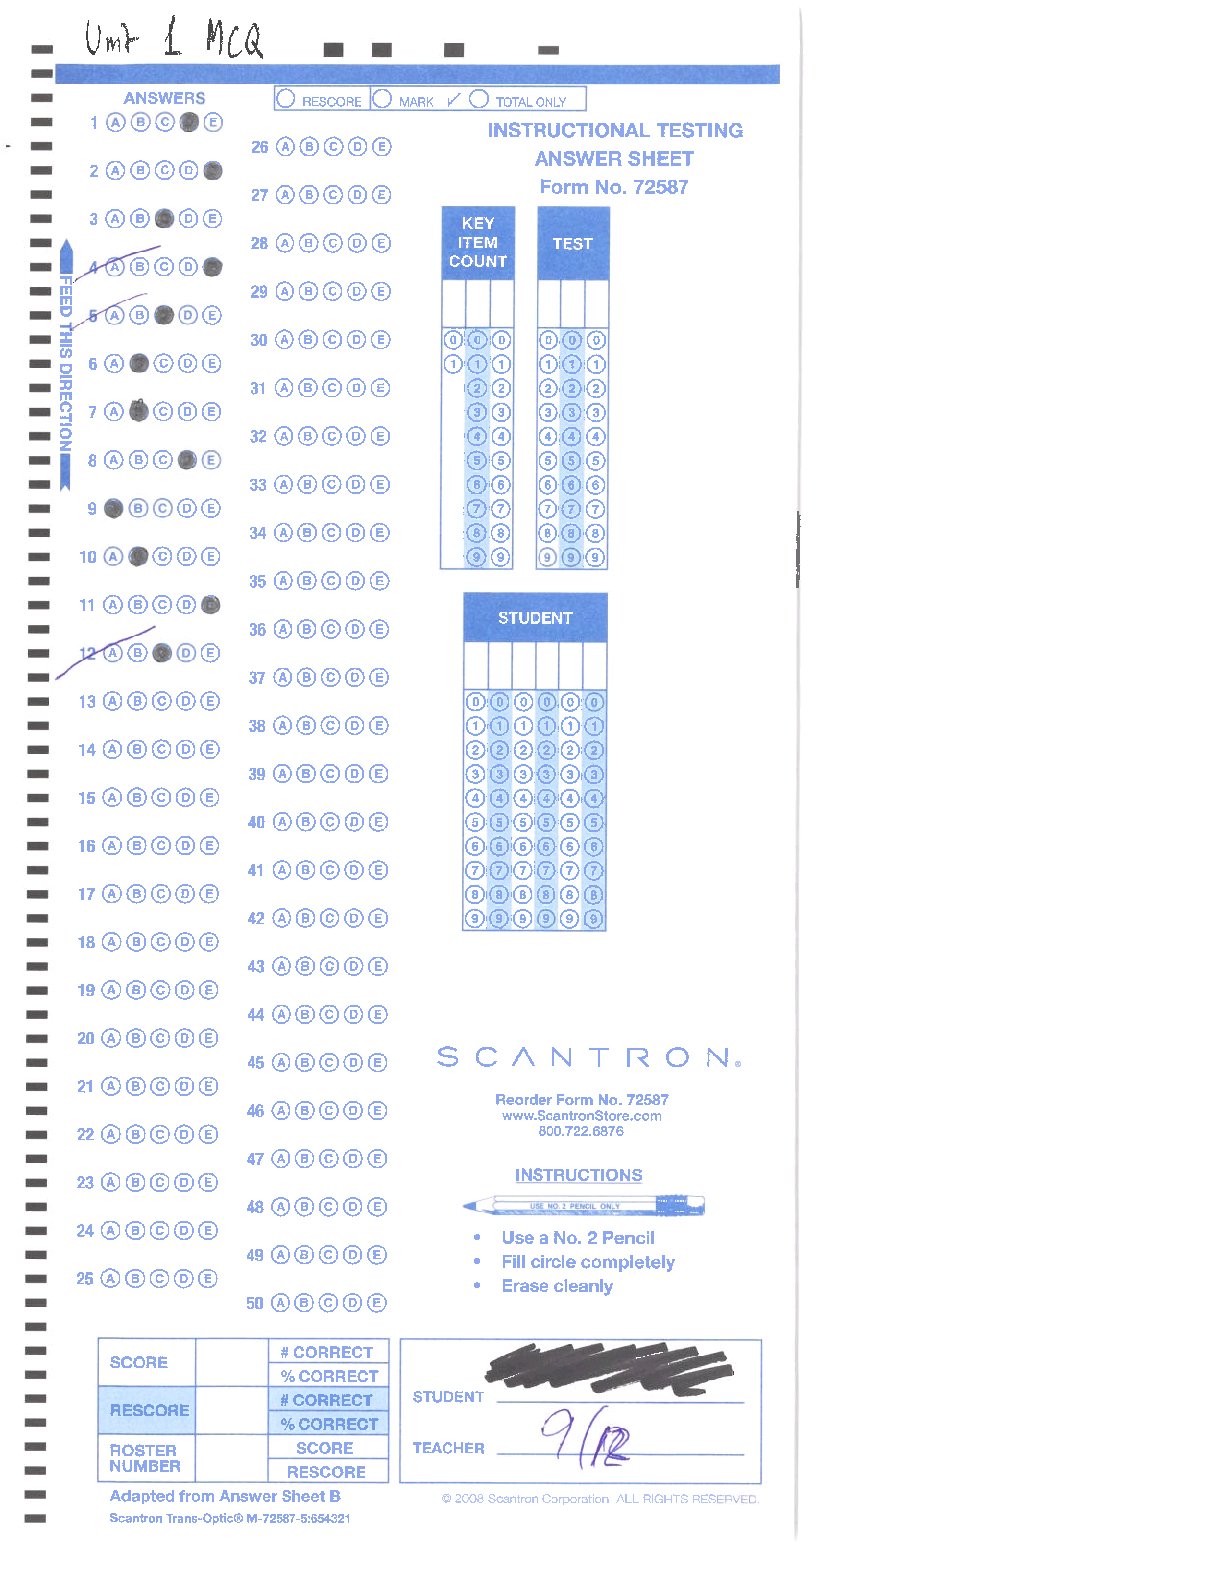 Unit 1 MCQ
ANSWERS
RESCORE MARK TOTAL ONLY
INSTRUCTIONAL TESTING
ANSWER SHEET
Form No. 72587
FEED THIS DIRECTION
1 A B C E
2 A B C D
3 A B D E
4 A B C D
5 A B D E
6 A C D E
7 A C D E
8 A B C E
9 B C D E
10 A C D E
11 A B C D
12 A B D E
13 A B C D E
14 A B C D E
15 A B C D E
16 A B C D E
17 A B C D E
18 A B C D E
19 A B C D E
20 A B C D E
21 A B C D E
22 A B C D E
23 A B C D E
24 A B C D E
25 A B C D E
26 A B C D E
27 A B C D E
28 A B C D E
29 A B C D E
30 A B C D E
31 A B C D E
32 A B C D E
33 A B C D E
34 A B C D E
35 A B C D E
36 A B C D E
37 A B C D E
38 A B C D E
39 A B C D E
40 A B C D E
41 A B C D E
42 A B C D E
43 A B C D E
44 A B C D E
45 A B C D E
46 A B C D E
47 A B C D E
48 A B C D E
49 A B C D E
50 A B C D E
KEY
ITEM
COUNT
0 0 0
1 1 1
2 2
3 3
4 4
5 5
6 6
7 7
8 8
9 9
TEST
0 0 0
1 1 1
2 2 2
3 3 3
4 4 4
5 5 5
6 6 6
7 7 7
8 8 8
9 9 9
STUDENT
0 0 0 0 0 0
1 1 1 1 1 1
2 2 2 2 2 2
3 3 3 3 3 3
4 4 4 4 4 4
5 5 5 5 5 5
6 6 6 6 6 6
7 7 7 7 7 7
8 8 8 8 8 8
9 9 9 9 9 9
SCANTRON®
Reorder Form No. 72587
www.ScantronStore.com
800.722.6876
INSTRUCTIONS
USE NO. 2 PENCIL ONLY
• Use a No. 2 Pencil
• Fill circle completely
• Erase cleanly
SCORE
# CORRECT
% CORRECT
RESCORE
# CORRECT
% CORRECT
ROSTER
NUMBER
SCORE
RESCORE
STUDENT
TEACHER 9/12
Adapted from Answer Sheet B
© 2008 Scantron Corporation ALL RIGHTS RESERVED.
Scantron Trans-Optic® M-72587-5:654321